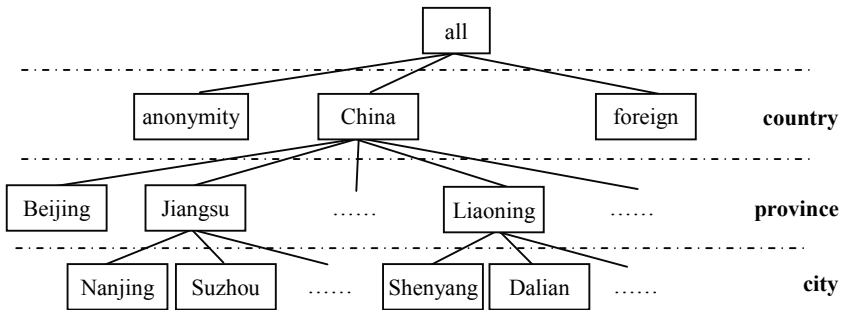 all
anonymity China foreign country
Beijing Jiangsu …… Liaoning …… province
Nanjing Suzhou …… Shenyang Dalian …… city